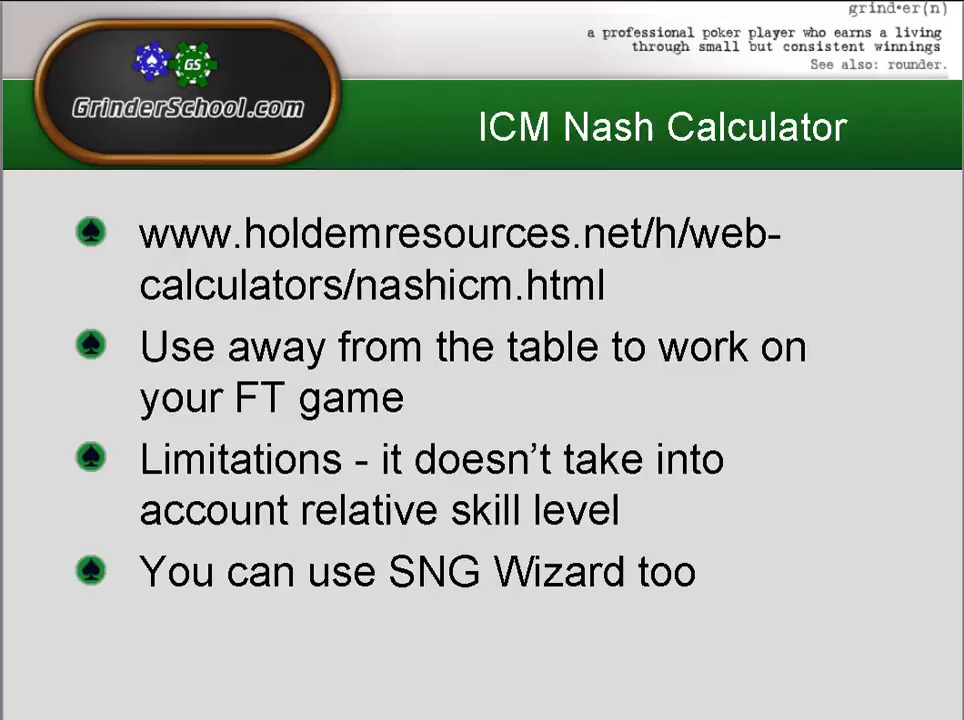 grind•er(n)
a professional poker player who earns a living
through small but consistent winnings
See also: rounder.
GS
GrinderSchool.com
ICM Nash Calculator
www.holdemresources.net/h/web-
calculators/nashicm.html
Use away from the table to work on
your FT game
Limitations - it doesn’t take into
account relative skill level
You can use SNG Wizard too